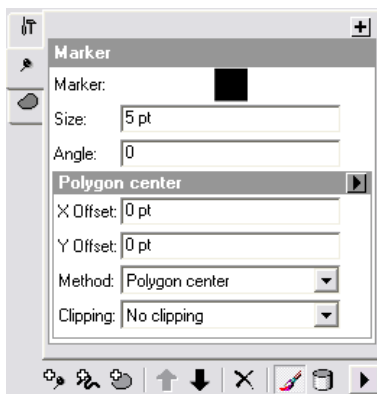 Marker
Marker:
Size: 5 pt
Angle: 0
Polygon center
X Offset: 0 pt
Y Offset: 0 pt
Method: Polygon center
Clipping: No clipping